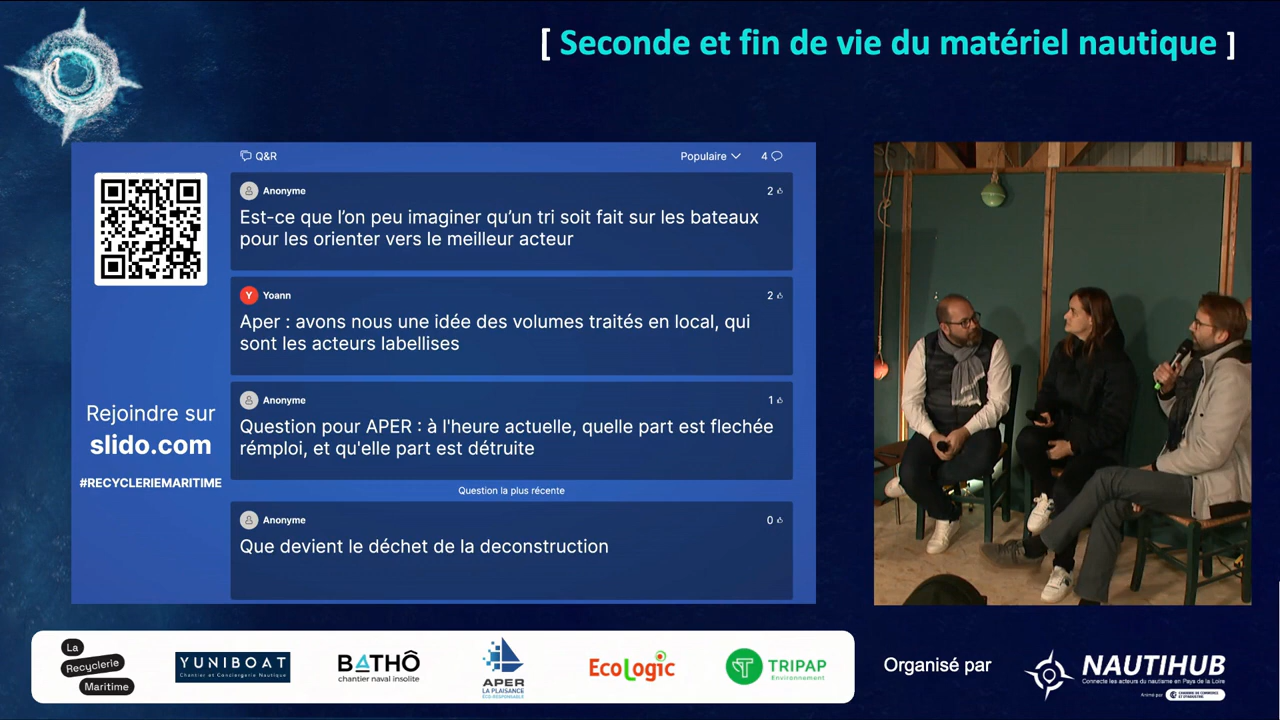 [ Seconde et fin de vie du matériel nautique ]
Q&R
Populaire
4
Anonyme
2
Est-ce que l'on peu imaginer qu'un tri soit fait sur les bateaux
pour les orienter vers le meilleur acteur
Y
Yoann
2
Aper : avons nous une idée des volumes traités en local, qui
sont les acteurs labellises
Anonyme
1
Question pour APER : à l'heure actuelle, quelle part est flechée
rémploi, et qu'elle part est détruite
Question la plus récente
Anonyme
0
Que devient le déchet de la deconstruction
Rejoindre sur
slido.com
#RECYCLERIEMARITIME
La
Recyclerie
Maritime
YUNIBOAT
Chantier et Conciergerie Nautique
BATHÔ
chantier naval insolite
APER
LA PLAISANCE
ÉCO-RESPONSABLE
EcoLogic
T
TRIPAP
Environnement
Organisé par
NAUTIHUB
Connecte les acteurs du nautisme en Pays de la Loire
Animé par